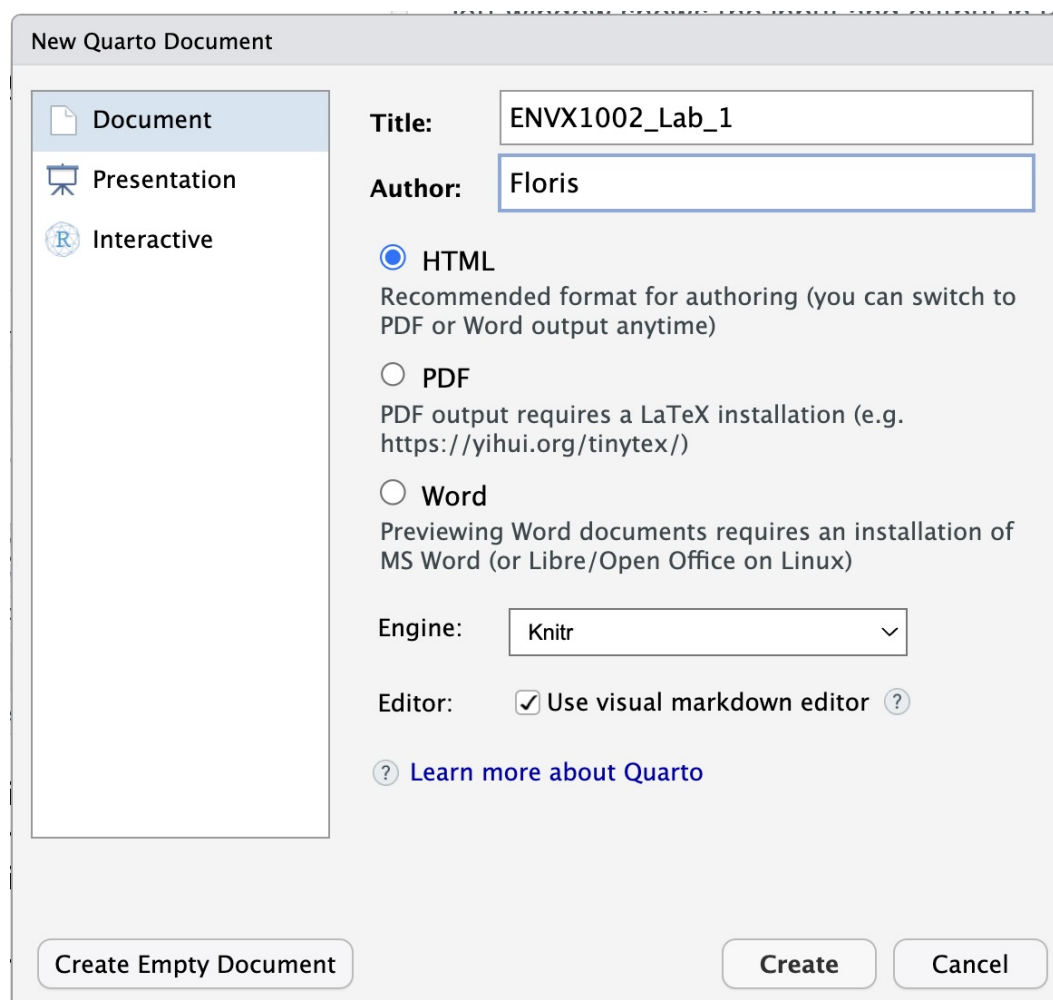 New Quarto Document
Document
Presentation
R Interactive
Title: ENVX1002_Lab_1
Author: Floris
HTML
Recommended format for authoring (you can switch to
PDF or Word output anytime)
PDF
PDF output requires a LaTeX installation (e.g.
https://yihui.org/tinytex/)
Word
Previewing Word documents requires an installation of
MS Word (or Libre/Open Office on Linux)
Engine: Knitr
Editor: Use visual markdown editor ?
? Learn more about Quarto
Create Empty Document Create Cancel